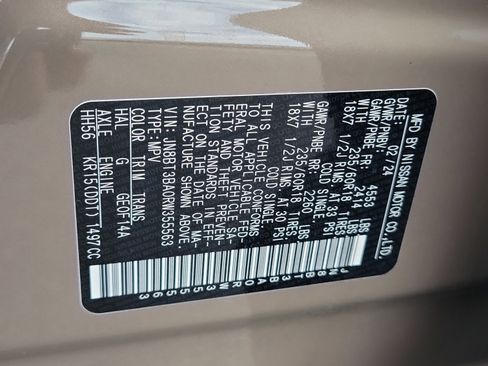 MFD BY NISSAN MOTOR CO.,LTD.
DATE: 02/24
GVWR/PNBV: 4553 LBS
GAWR/PNBE FR: 2414 LBS
WITH 235/60R18 TIRES
18X7 1/2J RIMS, AT 33 PSI
COLD SINGLE
GAWR/PNBE RR: 2260 LBS
WITH 235/60R18 TIRES
18X7 1/2J RIMS, AT 30 PSI
COLD SINGLE
THIS VEHICLE CONFORMS
TO ALL APPLICABLE FED-
ERAL MOTOR VEHICLE SA-
FETY AND THEFT PREVEN-
TION STANDARDS IN EFF-
ECT ON THE DATE OF MA-
NUFACTURE SHOWN ABOVE.
JN8BT3BA0RW355563
TYPE: MPV
COLOR TRIM TRANS
HAL G GE0F14A
HH56 KR15(DDT) 1497CC
JN8BT3BA0RW355563